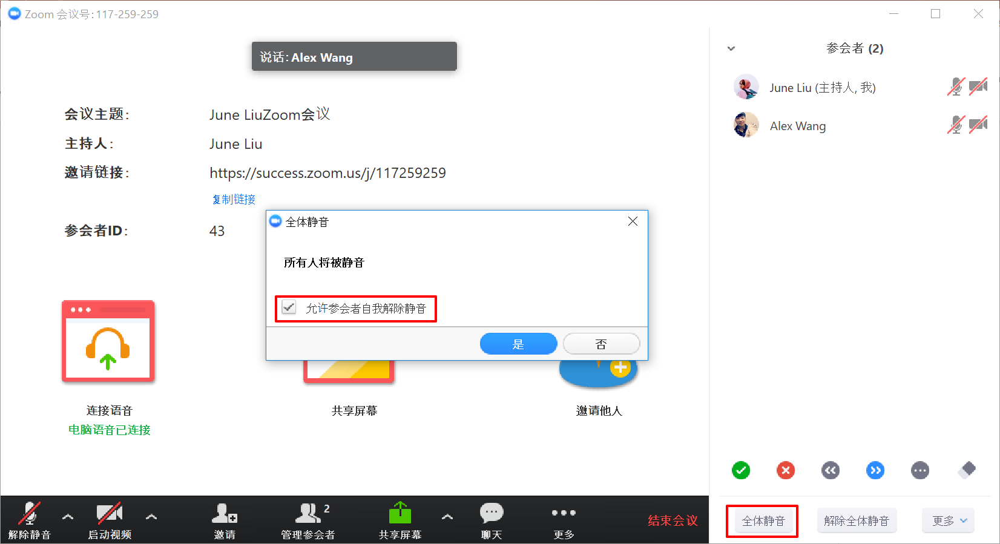 Zoom 会议号：117-259-259
说话：Alex Wang
会议主题： June LiuZoom会议
主持人： June Liu
邀请链接： https://success.zoom.us/j/117259259
复制链接
参会者ID： 43
全体静音
所有人将被静音
允许参会者自我解除静音
是 否
连接语音 共享屏幕 邀请他人
电脑语音已连接
参会者 (2)
June Liu (主持人, 我)
Alex Wang
2
解除静音 启动视频 邀请 管理参会者 共享屏幕 聊天 更多 结束会议
全体静音 解除全体静音 更多